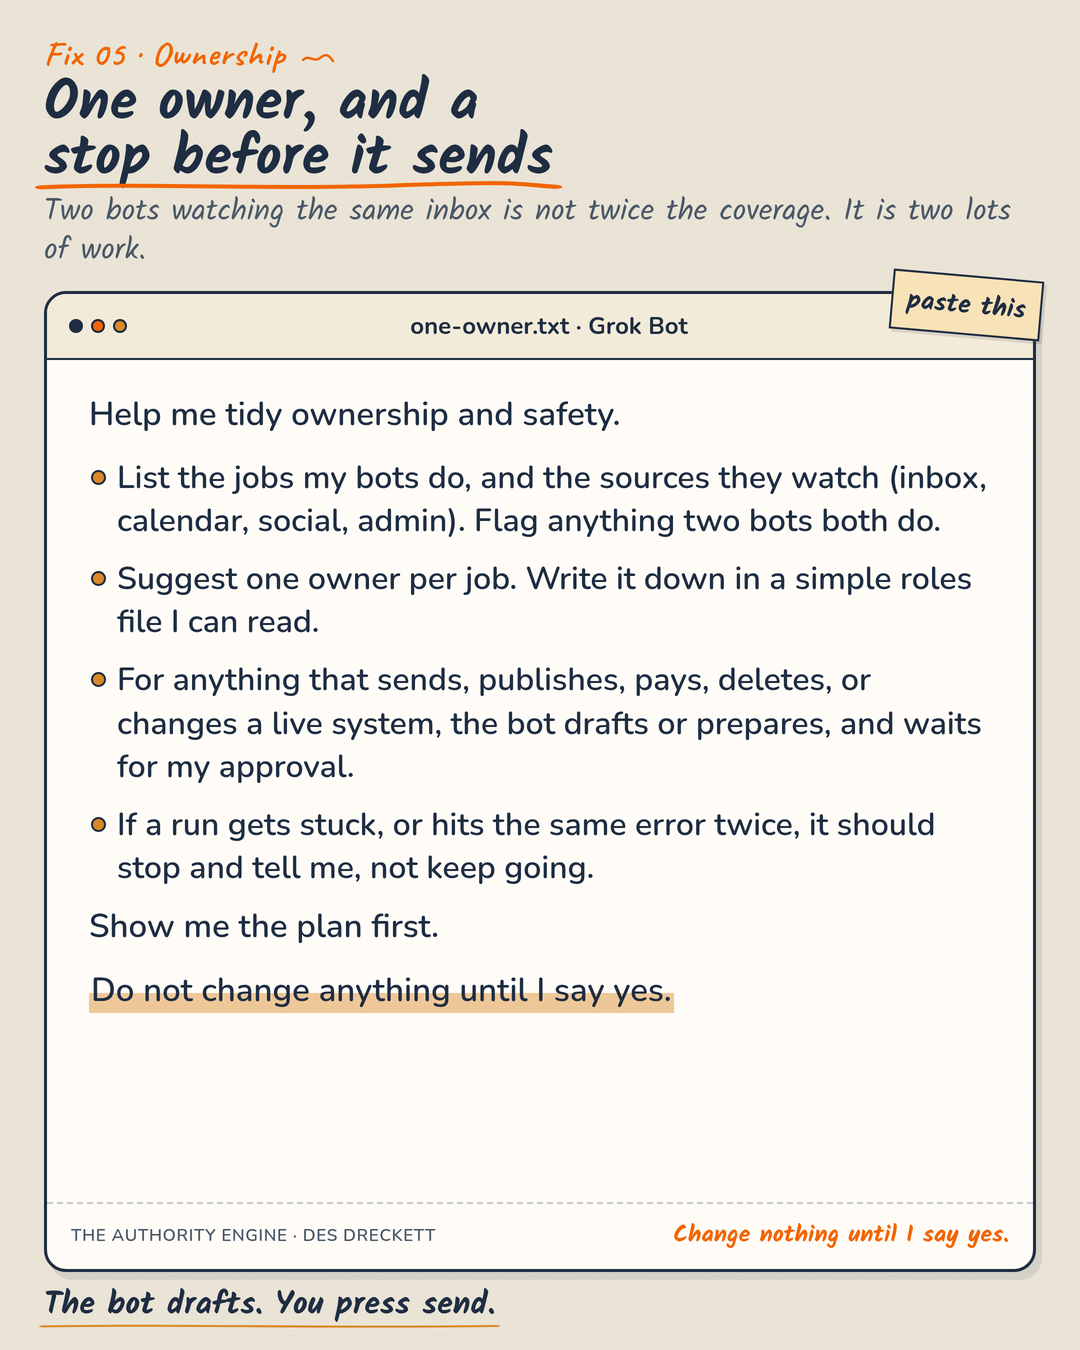 Fix 05 · Ownership
One owner, and a
stop before it sends
Two bots watching the same inbox is not twice the coverage. It is two lots
of work.
paste this
one-owner.txt · Grok Bot
Help me tidy ownership and safety.
List the jobs my bots do, and the sources they watch (inbox,
calendar, social, admin). Flag anything two bots both do.
Suggest one owner per job. Write it down in a simple roles
file I can read.
For anything that sends, publishes, pays, deletes, or
changes a live system, the bot drafts or prepares, and waits
for my approval.
If a run gets stuck, or hits the same error twice, it should
stop and tell me, not keep going.
Show me the plan first.
Do not change anything until I say yes.
THE AUTHORITY ENGINE · DES DRECKETT
Change nothing until I say yes.
The bot drafts. You press send.